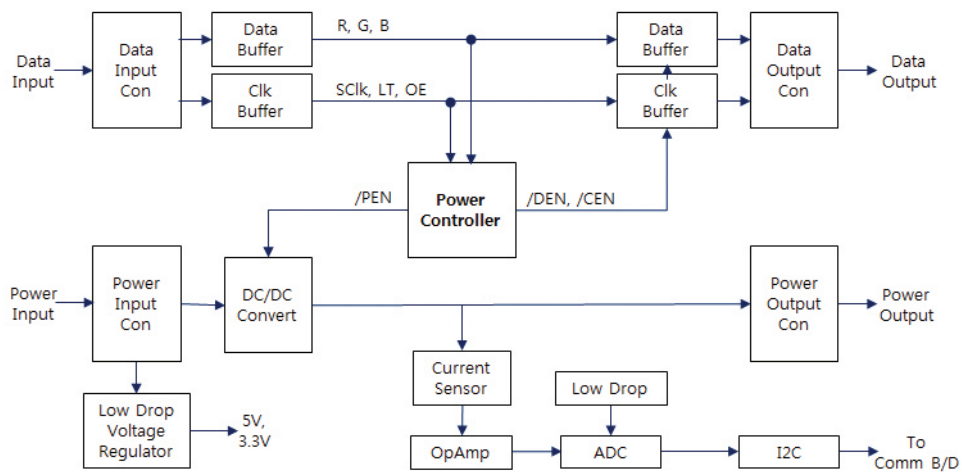 Data
Input
Data
Input
Con
Data
Buffer
R, G, B
Data
Buffer
Data
Output
Con
Data
Output
Clk
Buffer
SClk, LT, OE
Clk
Buffer
/PEN
Power
Controller
/DEN, /CEN
Power
Input
Power
Input
Con
DC/DC
Convert
Power
Output
Con
Power
Output
Current
Sensor
Low Drop
Low Drop
Voltage
Regulator
5V,
3.3V
OpAmp
ADC
I2C
To
Comm B/D